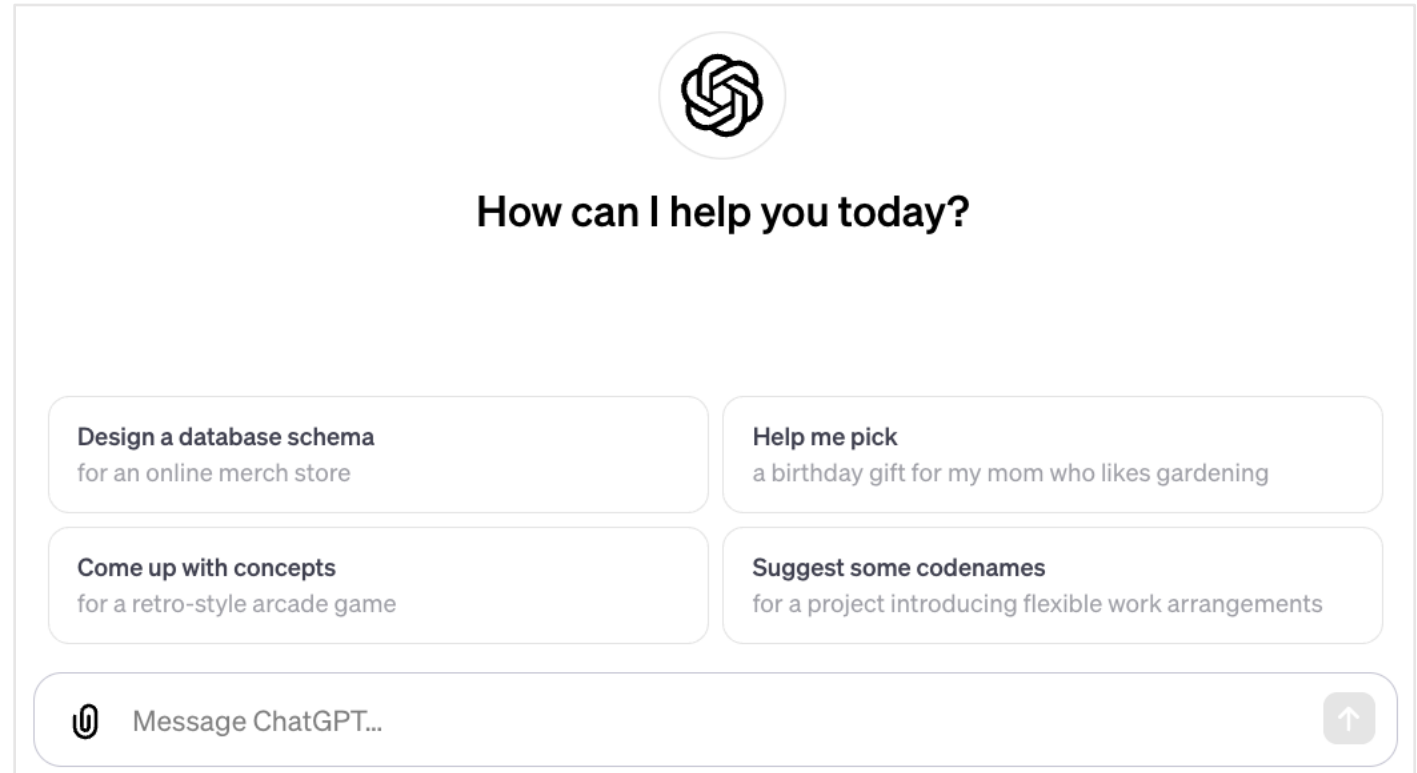 How can I help you today?
Design a database schema
for an online merch store
Help me pick
a birthday gift for my mom who likes gardening
Come up with concepts
for a retro-style arcade game
Suggest some codenames
for a project introducing flexible work arrangements
Message ChatGPT...